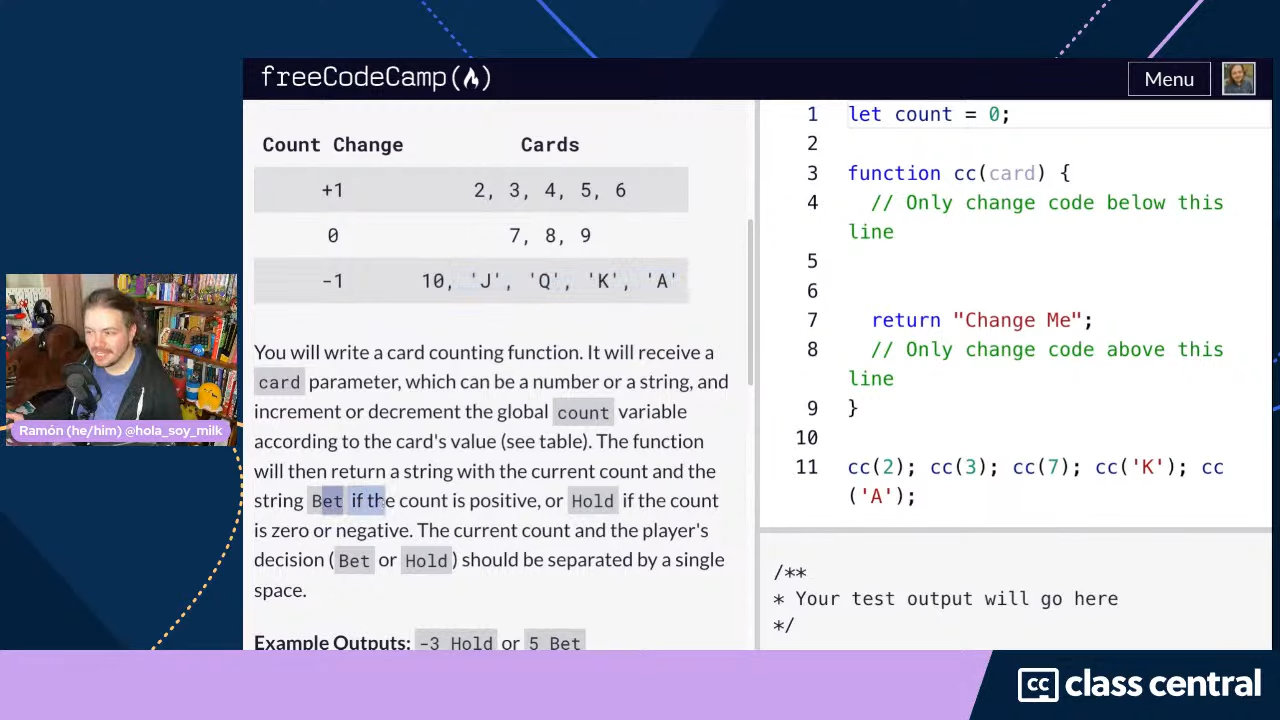 freeCodeCamp
Menu
Count Change Cards
+1 2, 3, 4, 5, 6
0 7, 8, 9
-1 10, 'J', 'Q', 'K', 'A'
You will write a card counting function. It will receive a
card parameter, which can be a number or a string, and
increment or decrement the global count variable
according to the card's value (see table). The function
will then return a string with the current count and the
string Bet if the count is positive, or Hold if the count
is zero or negative. The current count and the player's
decision (Bet or Hold) should be separated by a single
space.
Example Outputs: -3 Hold or 5 Bet
1 let count = 0;
2
3 function cc(card) {
4 // Only change code below this
line
5
6
7 return "Change Me";
8 // Only change code above this
line
9 }
10
11 cc(2); cc(3); cc(7); cc('K'); cc
('A');
/**
* Your test output will go here
*/
Ramón (he/him) @hola_soy_milk
cc class central